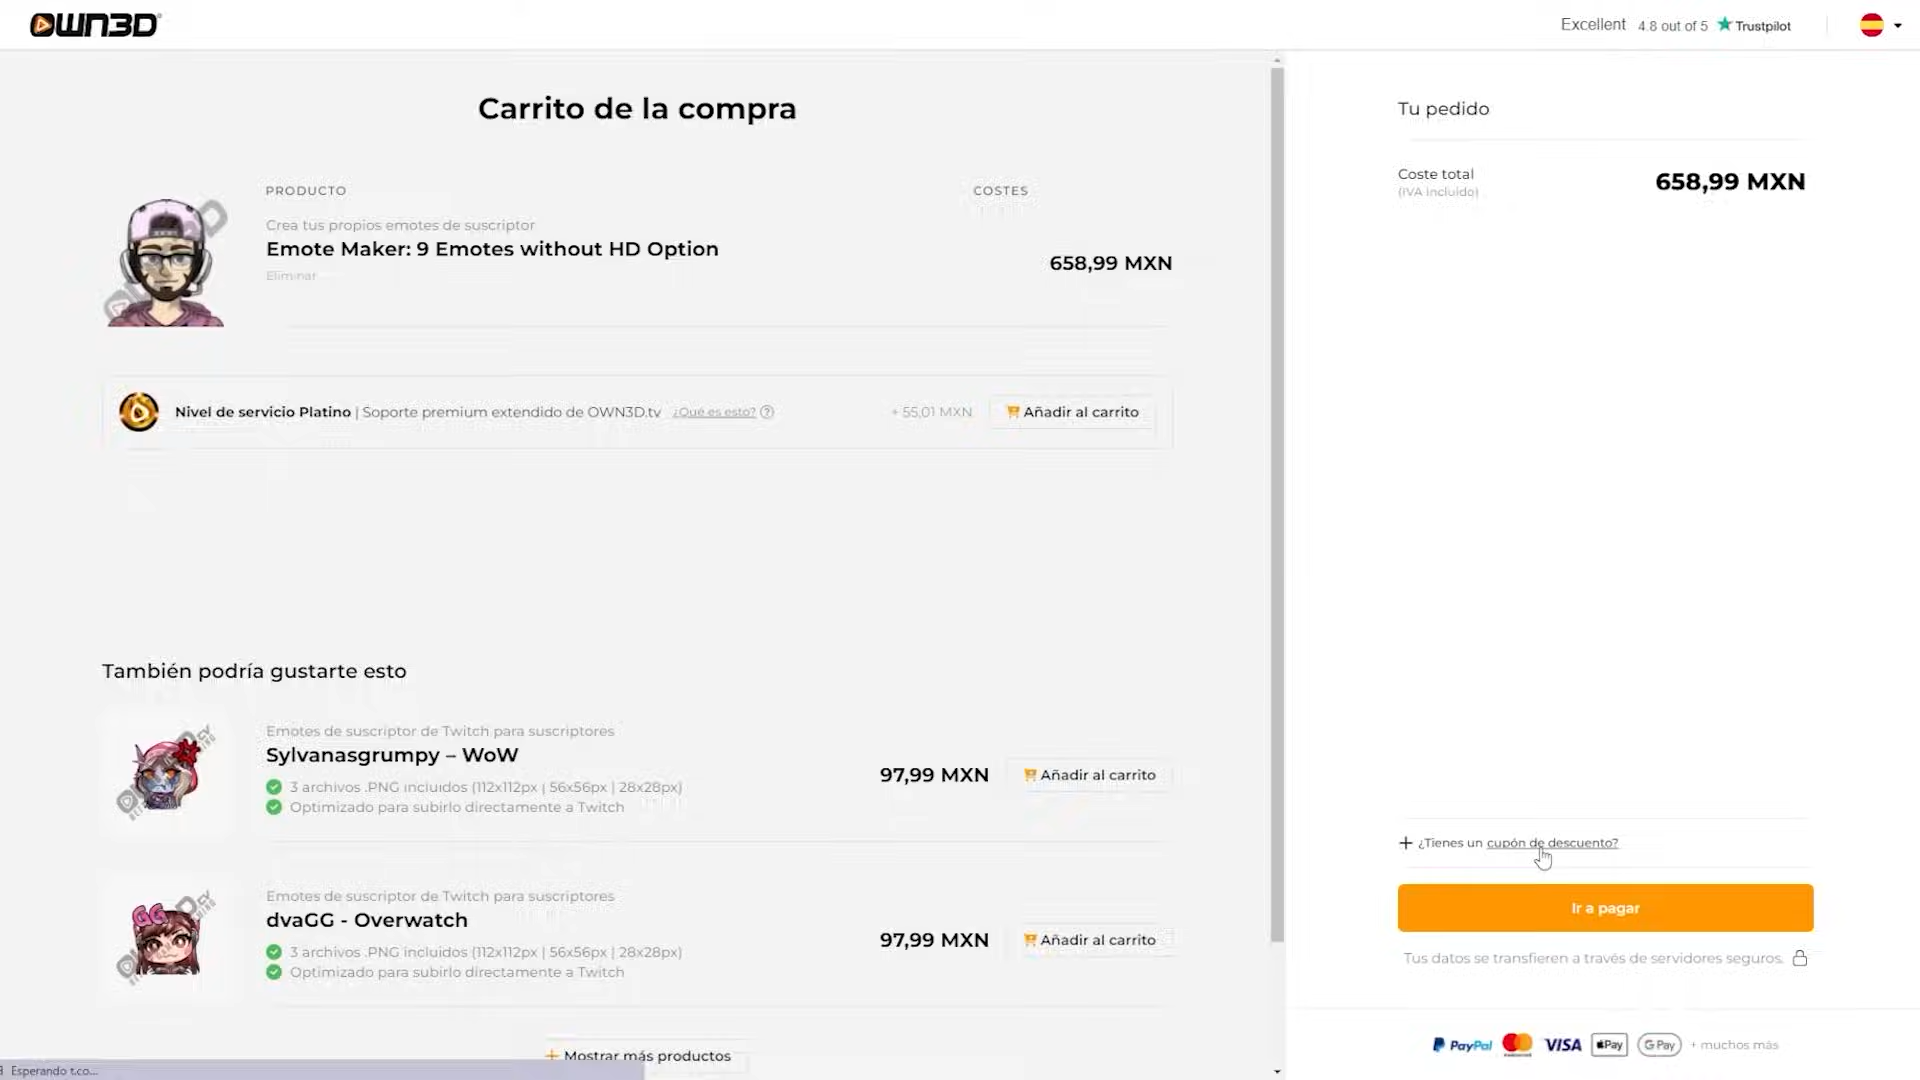 OWN3D
Excellent 4.8 out of 5 Trustpilot
Carrito de la compra
PRODUCTO
COSTES
Crea tus propios emotes de suscriptor
Emote Maker: 9 Emotes without HD Option
658,99 MXN
Eliminar
Nivel de servicio Platino | Soporte premium extendido de OWN3D.tv ¿Qué es esto? ?
+ 55,01 MXN
Añadir al carrito
También podría gustarte esto
Emotes de suscriptor de Twitch para suscriptores
Sylvanasgrumpy – WoW
3 archivos .PNG incluidos (112x112px | 56x56px | 28x28px)
Optimizado para subirlo directamente a Twitch
97,99 MXN
Añadir al carrito
GG
Emotes de suscriptor de Twitch para suscriptores
dvaGG - Overwatch
3 archivos .PNG incluidos (112x112px | 56x56px | 28x28px)
Optimizado para subirlo directamente a Twitch
97,99 MXN
Añadir al carrito
+ Mostrar más productos
Esperando t.co...
Tu pedido
Coste total
658,99 MXN
(IVA incluido)
+ ¿Tienes un cupón de descuento?
Ir a pagar
Tus datos se transfieren a través de servidores seguros.
PayPal VISA Pay G Pay + muchos más